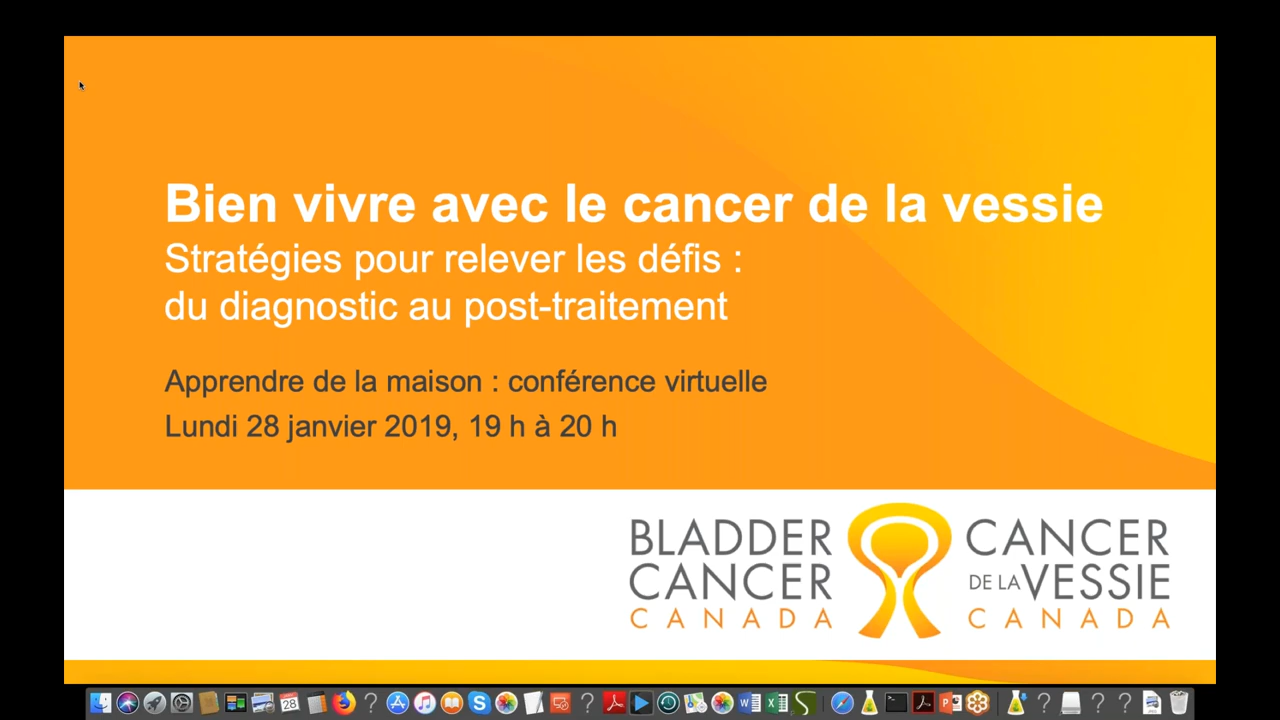 Bien vivre avec le cancer de la vessie
Stratégies pour relever les défis :
du diagnostic au post-traitement
Apprendre de la maison : conférence virtuelle
Lundi 28 janvier 2019, 19 h à 20 h
BLADDER
CANCER
CANADA
CANCER
DE LA VESSIE
CANADA
28